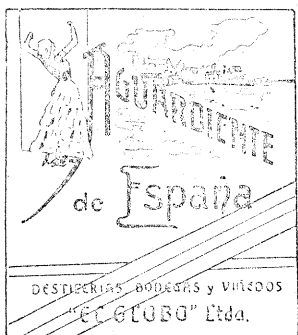 AGUARDIENTE
de España
DESTILERIAS BODEGAS y VIÑEDOS
"EL GLOBO" Ltda.